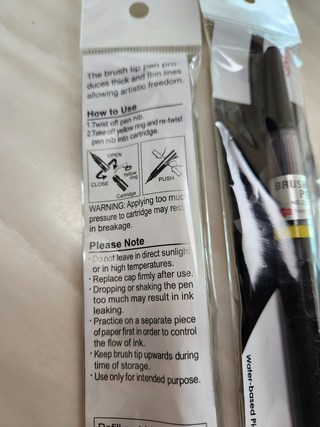 The brush tip pen pro-
duces thick and thin lines
allowing artistic freedom.
How to Use
1.Twist off pen nib.
2.Take off yellow ring and re-twist
pen nib into cartridge.
OPEN
CLOSE
Yellow
ring
Cartridge
PUSH
WARNING: Applying too much
pressure to cartridge may result
in breakage.
Please Note
• Do not leave in direct sunlight
or in high temperatures.
• Replace cap firmly after use.
• Dropping or shaking the pen
too much may result in ink
leaking.
• Practice on a separate piece
of paper first in order to control
the flow of ink.
• Keep brush tip upwards during
time of storage.
• Use only for intended purpose.
BRUSH
Water-based